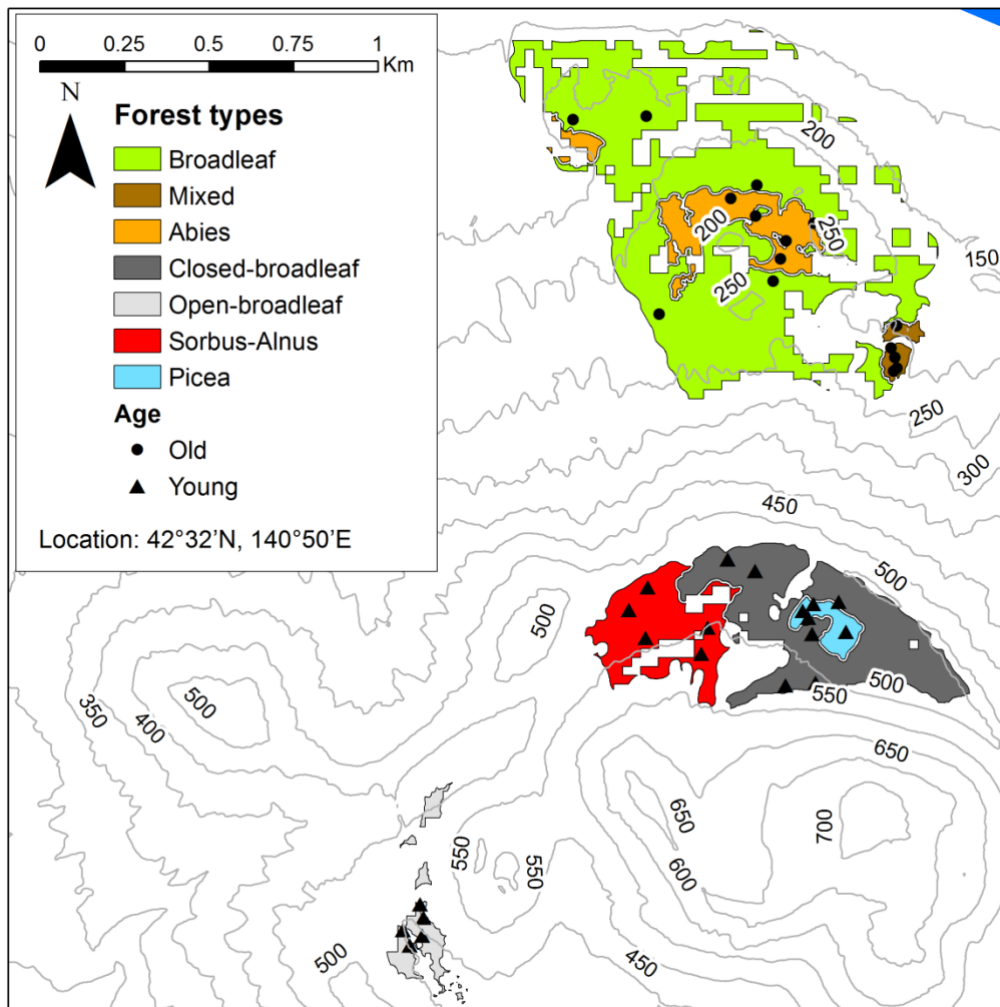 0 0.25 0.5 0.75 1
Km
N
Forest types
Broadleaf
Mixed
Abies
Closed-broadleaf
Open-broadleaf
Sorbus-Alnus
Picea
Age
Old
Young
Location: 42°32’N, 140°50’E
200
200
250
250
150
250
300
450
500
500
500
550
500
350
400
650
650
700
600
550
550
500
450